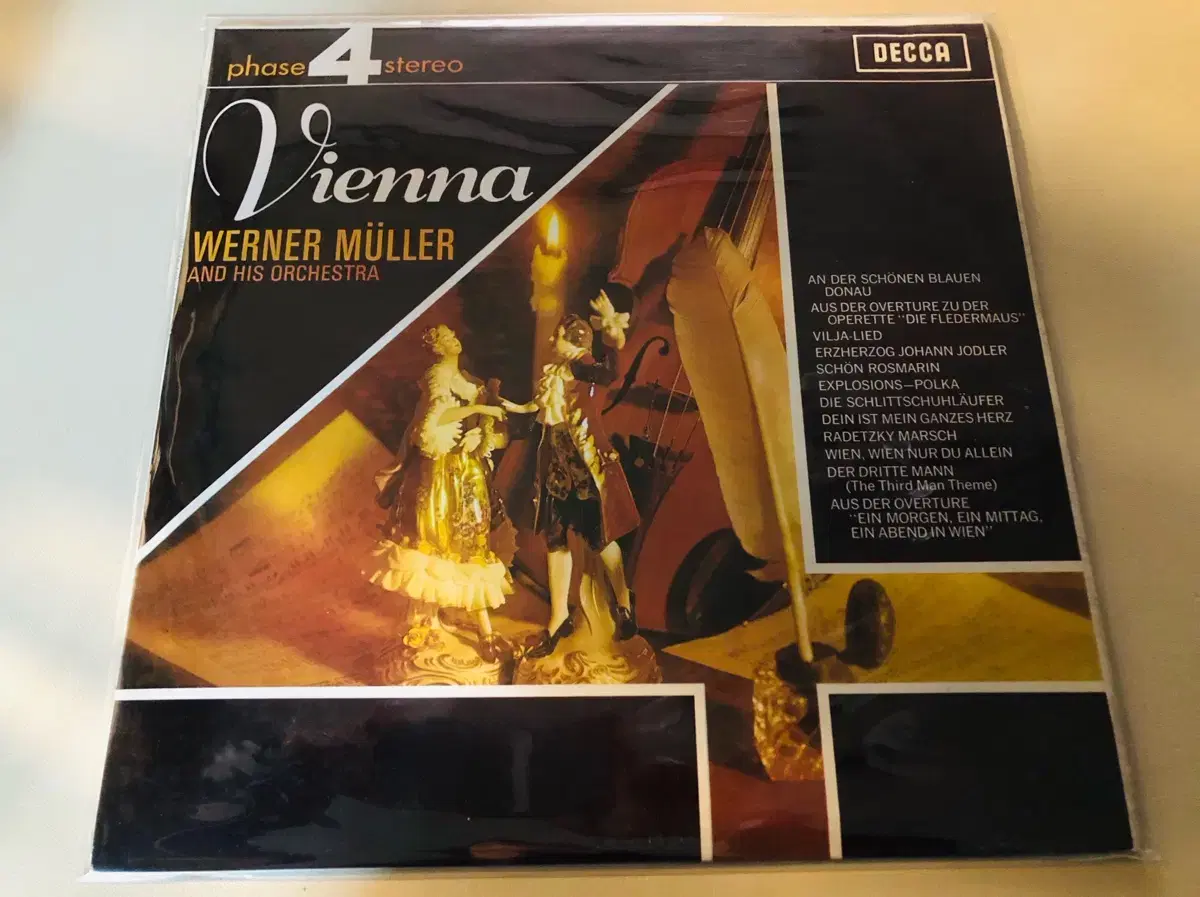 phase 4 stereo
DECCA
Vienna
WERNER MÜLLER
AND HIS ORCHESTRA
AN DER SCHÖNEN BLAUEN
DONAU
AUS DER OVERTURE ZU DER
OPERETTE "DIE FLEDERMAUS"
VILJA-LIED
ERZHERZOG JOHANN JODLER
SCHÖN ROSMARIN
EXPLOSIONS-POLKA
DIE SCHLITTSCHUHLÄUFER
DEIN IST MEIN GANZES HERZ
RADETZKY MARSCH
WIEN, WIEN NUR DU ALLEIN
DER DRITTE MANN
(The Third Man Theme)
AUS DER OVERTURE
"EIN MORGEN, EIN MITTAG,
EIN ABEND IN WIEN"